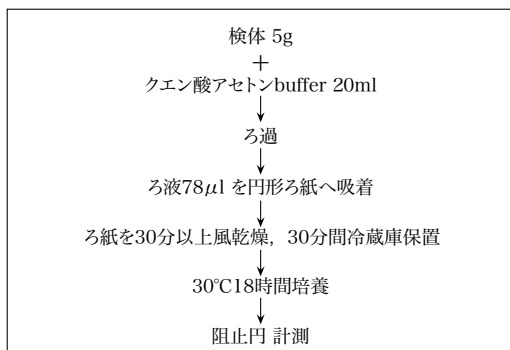 検体 5g
+
クエン酸アセトンbuffer 20ml
ろ過
ろ液78μl を円形ろ紙へ吸着
ろ紙を30分以上風乾燥，30分間冷蔵庫保置
30℃18時間培養
阻止円 計測